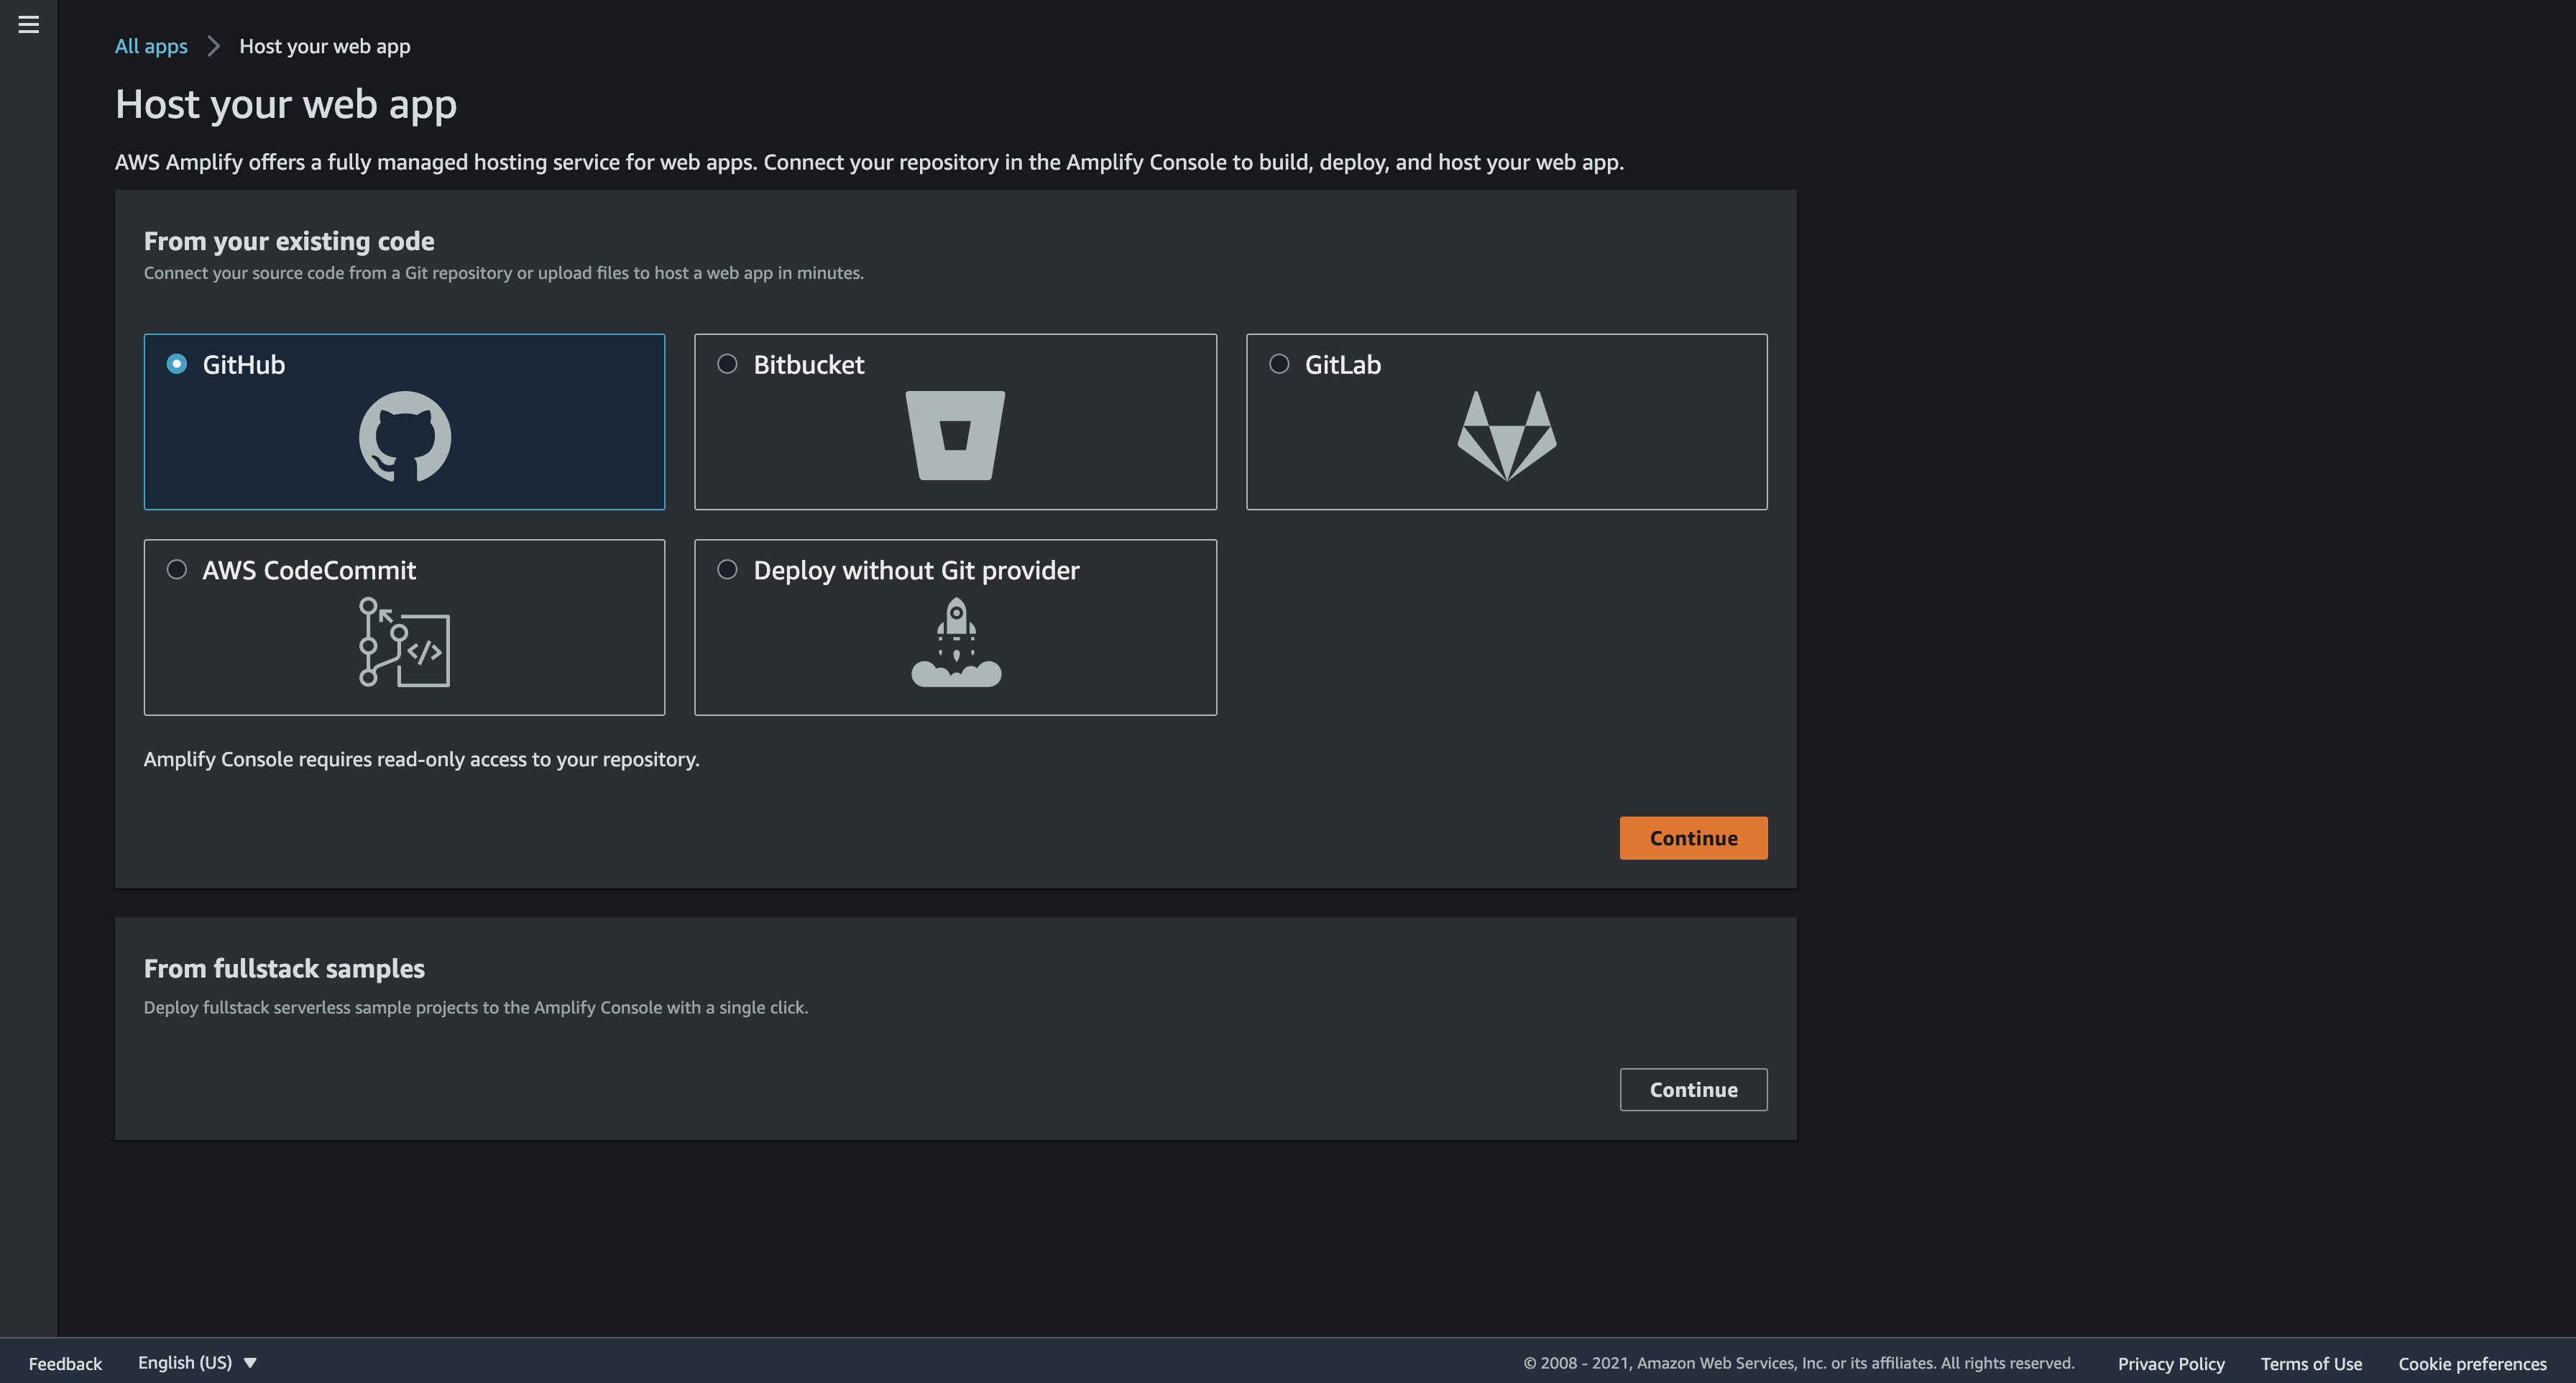 All apps > Host your web app
Host your web app
AWS Amplify offers a fully managed hosting service for web apps. Connect your repository in the Amplify Console to build, deploy, and host your web app.
From your existing code
Connect your source code from a Git repository or upload files to host a web app in minutes.
GitHub
Bitbucket
GitLab
AWS CodeCommit
</>
Deploy without Git provider
Amplify Console requires read-only access to your repository.
Continue
From fullstack samples
Deploy fullstack serverless sample projects to the Amplify Console with a single click.
Continue
Feedback English (US) © 2008 - 2021, Amazon Web Services, Inc. or its affiliates. All rights reserved. Privacy Policy Terms of Use Cookie preferences